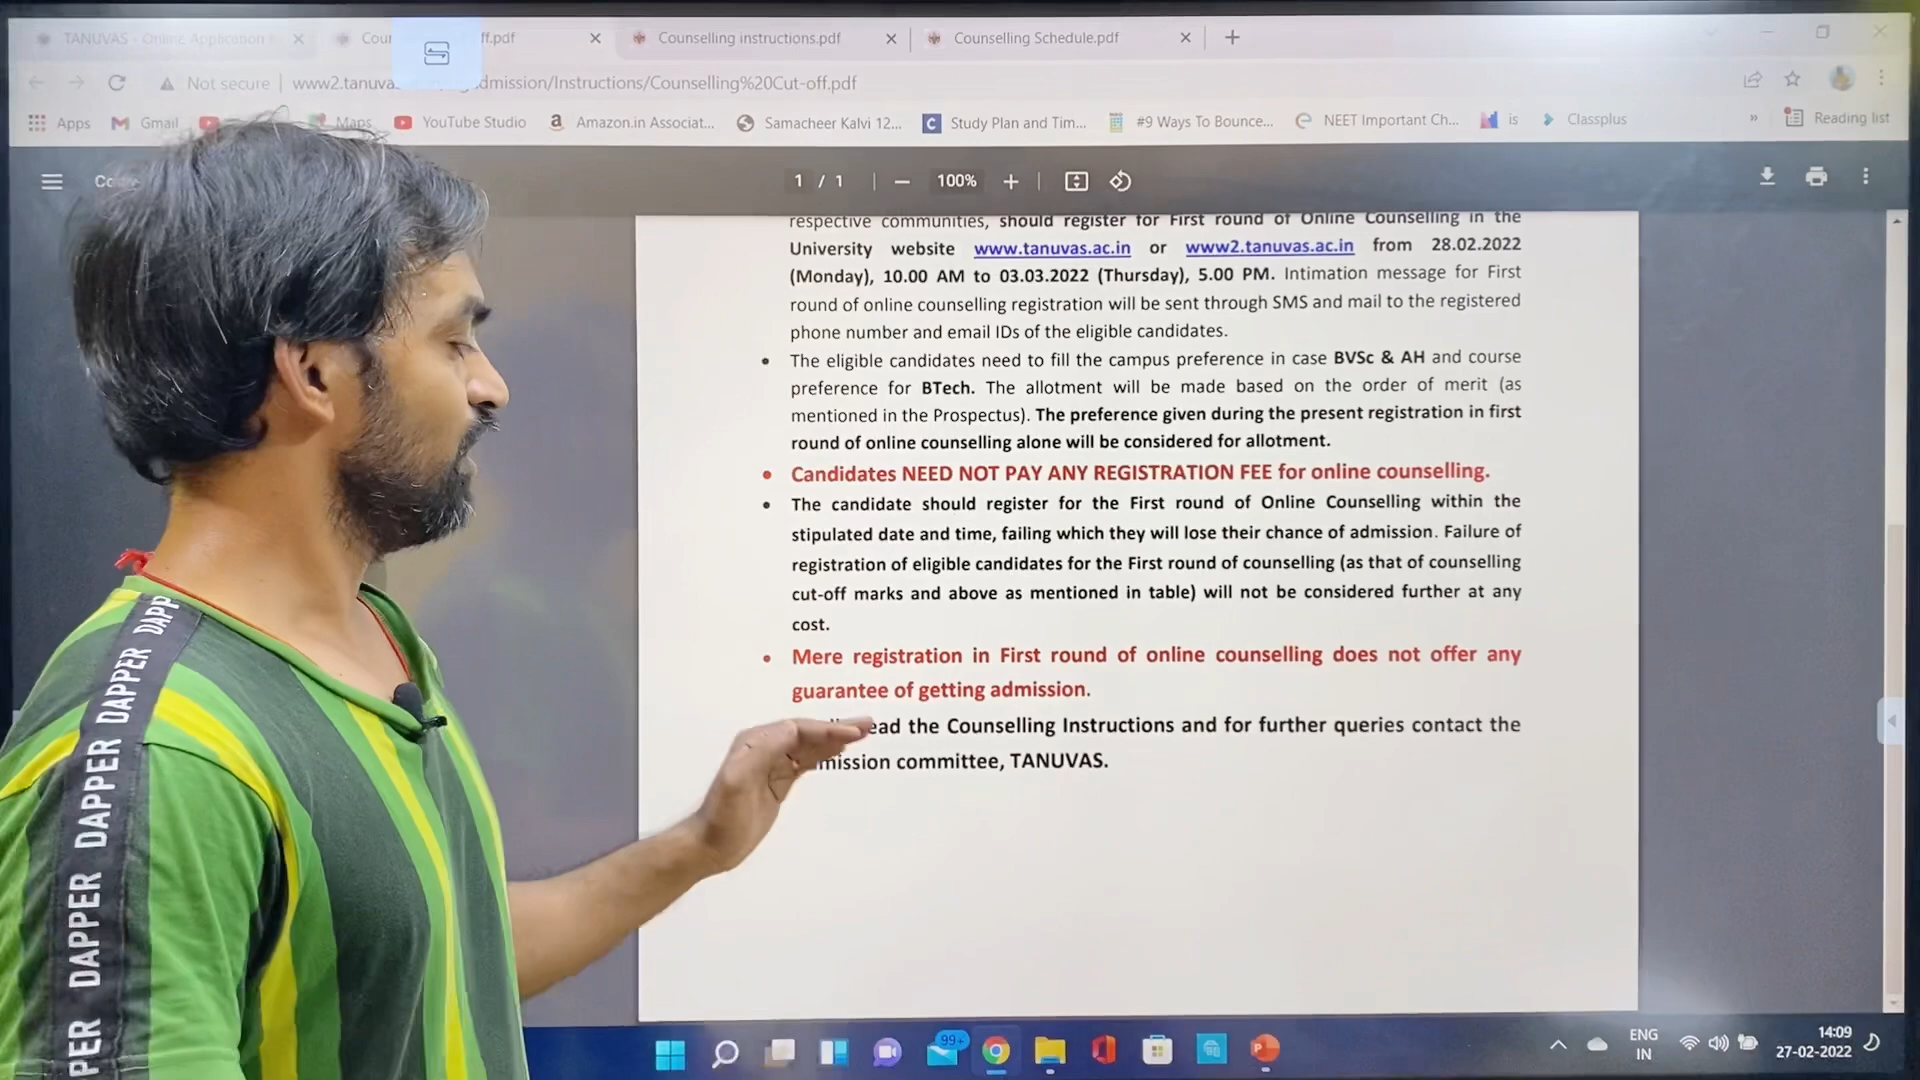 TANUVAS - Online Application
Cou
ff.pdf
Counselling instructions.pdf
Counselling Schedule.pdf
Not secure
www2.tanuva
dmission/Instructions/Counselling%20Cut-off.pdf
Apps
Gmail
Maps
YouTube Studio
Amazon.in Associat...
Samacheer Kalvi 12...
Study Plan and Tim...
#9 Ways To Bounce...
NEET Important Ch...
is
Classplus
»
Reading list
1 / 1
100%
respective communities, should register for First round of Online Counselling in the
University website www.tanuvas.ac.in or www2.tanuvas.ac.in from 28.02.2022
(Monday), 10.00 AM to 03.03.2022 (Thursday), 5.00 PM. Intimation message for First
round of online counselling registration will be sent through SMS and mail to the registered
phone number and email IDs of the eligible candidates.
• The eligible candidates need to fill the campus preference in case BVSc & AH and course
preference for BTech. The allotment will be made based on the order of merit (as
mentioned in the Prospectus). The preference given during the present registration in first
round of online counselling alone will be considered for allotment.
• Candidates NEED NOT PAY ANY REGISTRATION FEE for online counselling.
• The candidate should register for the First round of Online Counselling within the
stipulated date and time, failing which they will lose their chance of admission. Failure of
registration of eligible candidates for the First round of counselling (as that of counselling
cut-off marks and above as mentioned in table) will not be considered further at any
cost.
• Mere registration in First round of online counselling does not offer any
guarantee of getting admission.
ead the Counselling Instructions and for further queries contact the
mission committee, TANUVAS.
PER DAPPER DAPPER DAPPER DAPP
99+
ENG
IN
14:09
27-02-2022